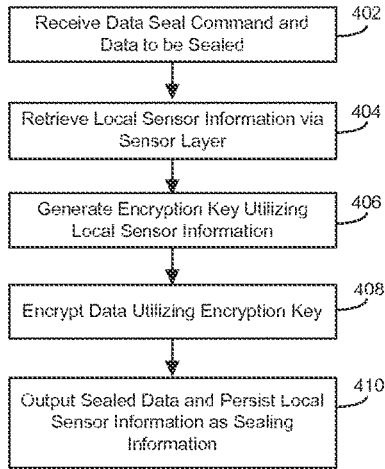 Receive Data Seal Command and
Data to be Sealed
402
Retrieve Local Sensor Information via
Sensor Layer
404
Generate Encryption Key Utilizing
Local Sensor Information
406
Encrypt Data Utilizing Encryption Key
408
Output Sealed Data and Persist Local
Sensor Information as Sealing
Information
410